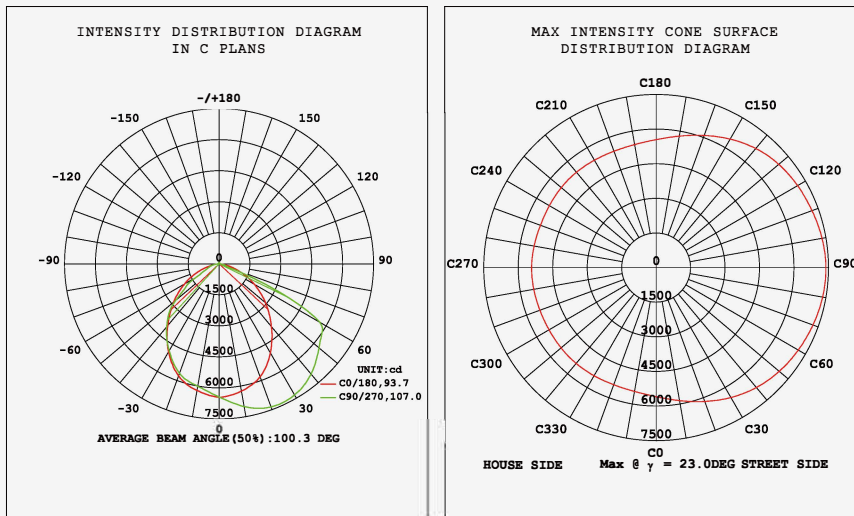 INTENSITY DISTRIBUTION DIAGRAM
IN C PLANS
-/+180
-150
150
-120
120
-90
0
90
1500
3000
4500
-60
60
UNIT:cd
6000
C0/180,93.7
C90/270,107.0
-30
30
7500
0
AVERAGE BEAM ANGLE(50%):100.3 DEG
MAX INTENSITY CONE SURFACE
DISTRIBUTION DIAGRAM
C180
C210
C150
C240
C120
C270
0
C90
1500
3000
C300
C60
4500
6000
C330
C30
7500
C0
HOUSE SIDE
Max @ γ = 23.0DEG STREET SIDE